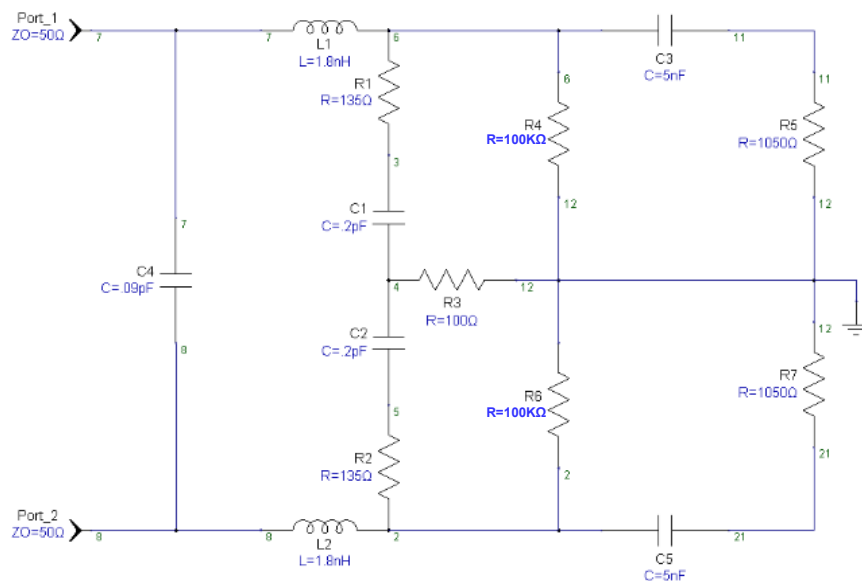 Port_1
ZO=50Ω
7
7
L1
L=1.8nH
6
C3
C=5nF
11
R1
R=135Ω
6
11
R4
R=100KΩ
R5
R=1050Ω
3
C1
C=.2pF
12
12
7
C4
C=.09pF
4
R3
R=100Ω
12
C2
C=.2pF
8
12
R7
R=1050Ω
R6
R=100KΩ
5
R2
R=135Ω
2
21
Port_2
ZO=50Ω
8
8
L2
L=1.8nH
2
C5
C=5nF
21